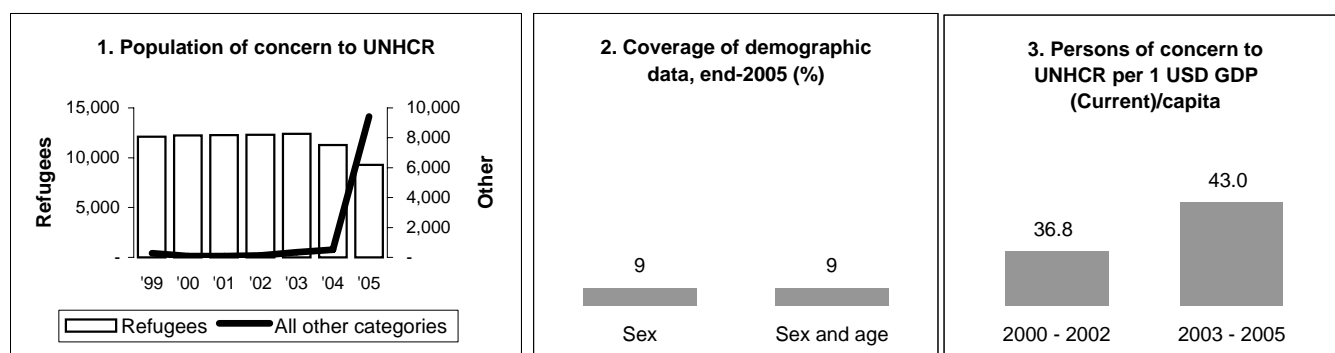 1. Population of concern to UNHCR
15,000
10,000
5,000
-
Refugees
10,000
8,000
6,000
4,000
2,000
-
Other
'99 '00 '01 '02 '03 '04 '05
Refugees All other categories
2. Coverage of demographic
data, end-2005 (%)
9 9
Sex Sex and age
3. Persons of concern to
UNHCR per 1 USD GDP
(Current)/capita
36.8
43.0
2000 - 2002 2003 - 2005